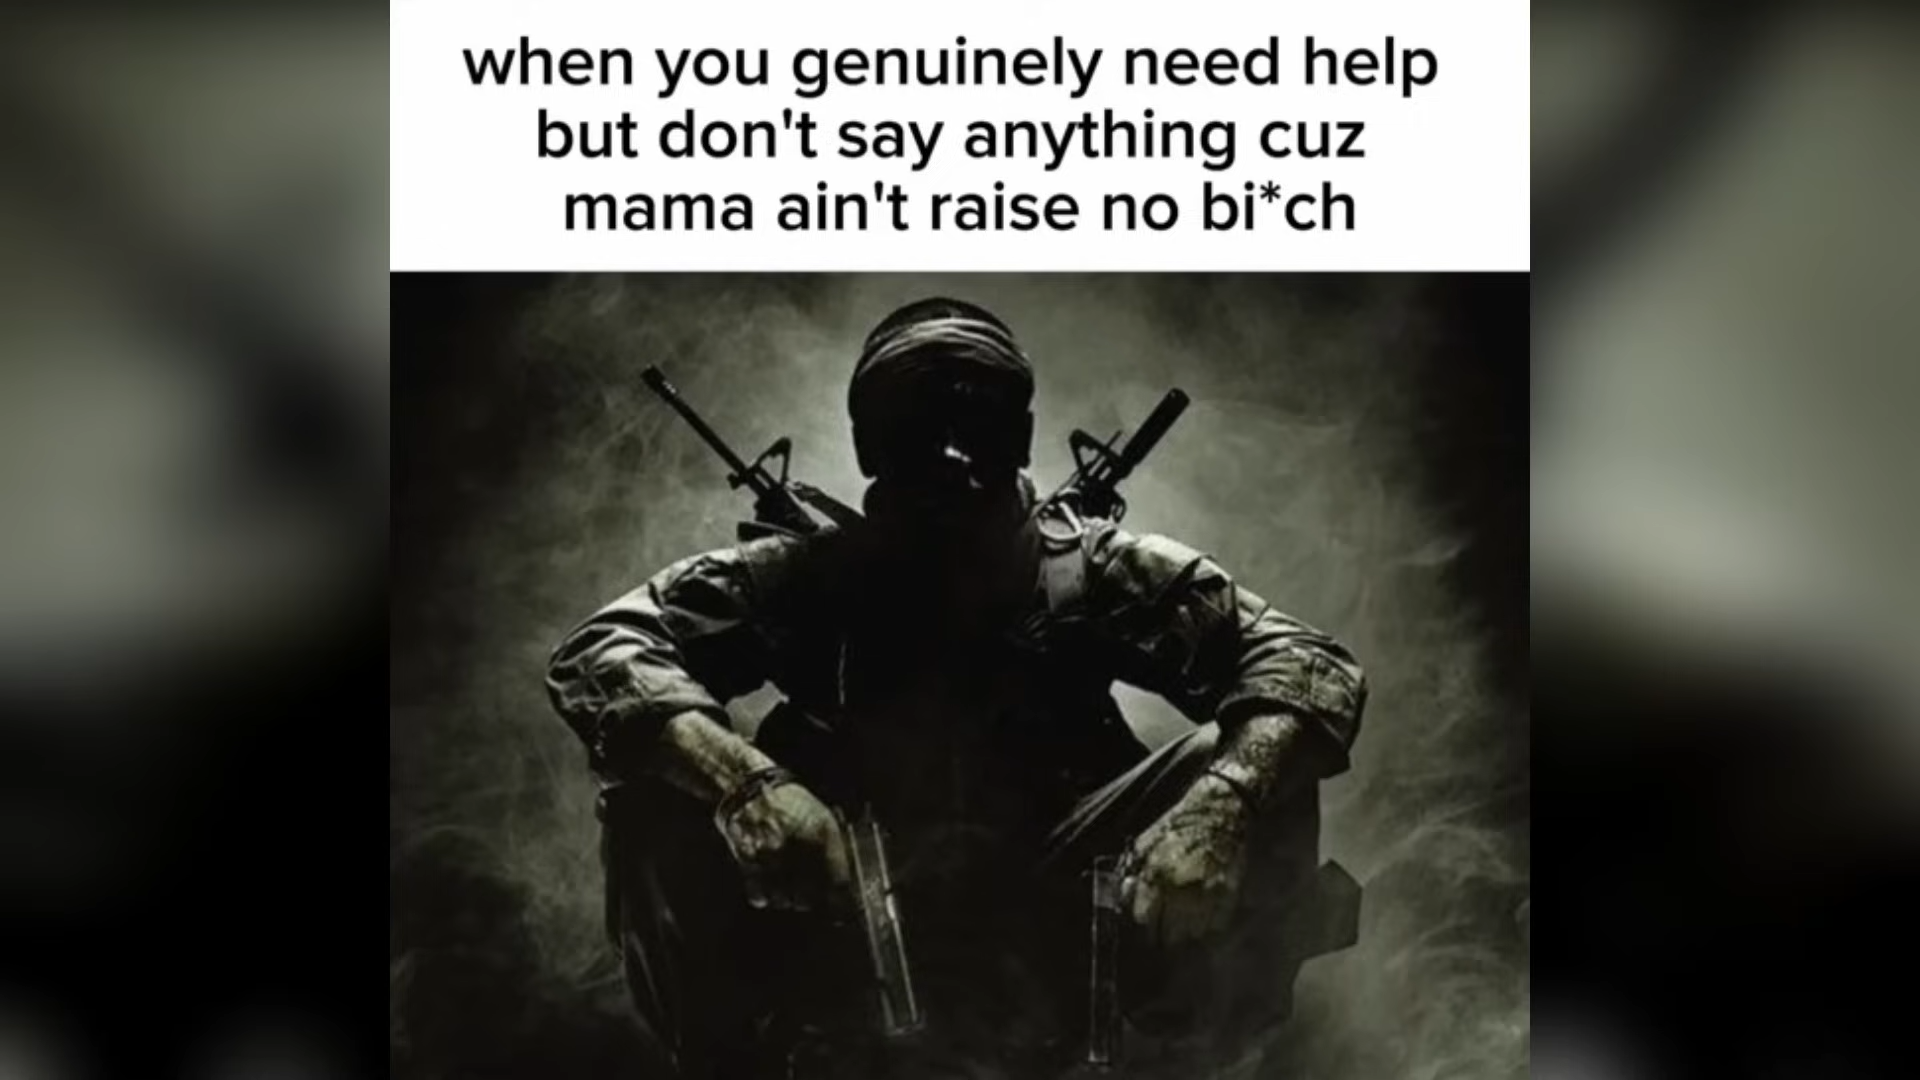 when you genuinely need help
but don't say anything cuz
mama ain't raise no bi*ch